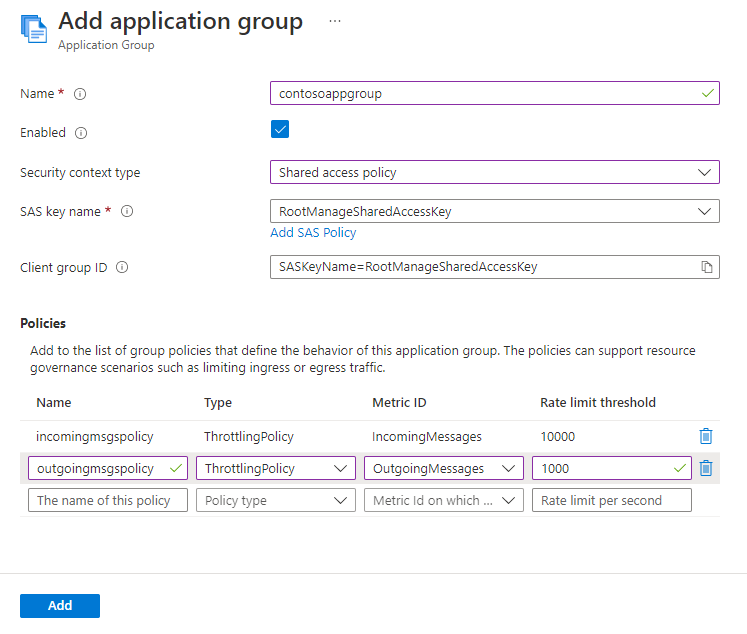 Add application group ...
Application Group
Name *
contosoappgroup
Enabled
Security context type
Shared access policy
SAS key name *
RootManageSharedAccessKey
Add SAS Policy
Client group ID
SASKeyName=RootManageSharedAccessKey
Policies
Add to the list of group policies that define the behavior of this application group. The policies can support resource
governance scenarios such as limiting ingress or egress traffic.
Name Type Metric ID Rate limit threshold
incomingmsgspolicy ThrottlingPolicy IncomingMessages 10000
outgoingmsgspolicy ThrottlingPolicy OutgoingMessages 1000
The name of this policy Policy type Metric Id on which ... Rate limit per second
Add